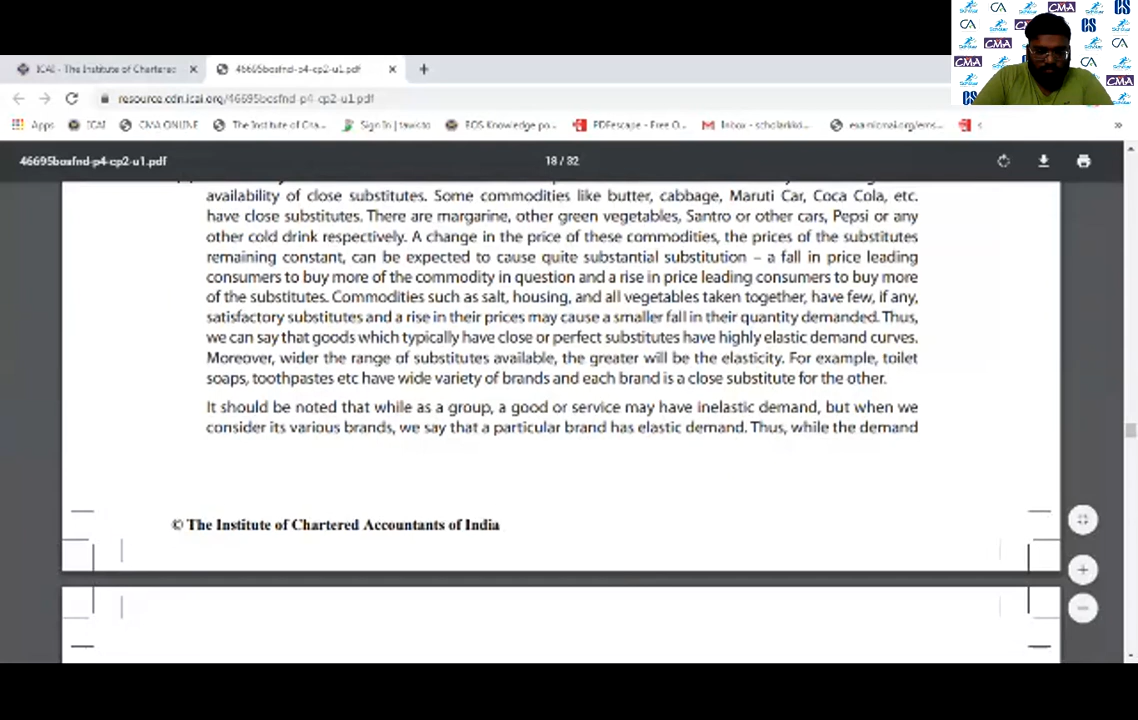 ICAI - The Institute of Chartered
46695bosfnd-p4-cp2-u1.pdf
resource.cdn.icai.org/46695bosfnd-p4-cp2-u1.pdf
Apps
ICAI
CMA ONLINE
The Institute of Cha...
Sign In | tawk.to
BOS Knowledge po...
PDFescape - Free O...
Inbox - scholarkkd...
examicmai.org/ems...
46695bosfnd-p4-cp2-u1.pdf
18 / 32
availability of close substitutes. Some commodities like butter, cabbage, Maruti Car, Coca Cola, etc.
have close substitutes. There are margarine, other green vegetables, Santro or other cars, Pepsi or any
other cold drink respectively. A change in the price of these commodities, the prices of the substitutes
remaining constant, can be expected to cause quite substantial substitution – a fall in price leading
consumers to buy more of the commodity in question and a rise in price leading consumers to buy more
of the substitutes. Commodities such as salt, housing, and all vegetables taken together, have few, if any,
satisfactory substitutes and a rise in their prices may cause a smaller fall in their quantity demanded. Thus,
we can say that goods which typically have close or perfect substitutes have highly elastic demand curves.
Moreover, wider the range of substitutes available, the greater will be the elasticity. For example, toilet
soaps, toothpastes etc have wide variety of brands and each brand is a close substitute for the other.
It should be noted that while as a group, a good or service may have inelastic demand, but when we
consider its various brands, we say that a particular brand has elastic demand. Thus, while the demand
© The Institute of Chartered Accountants of India
CA
CMA
CS